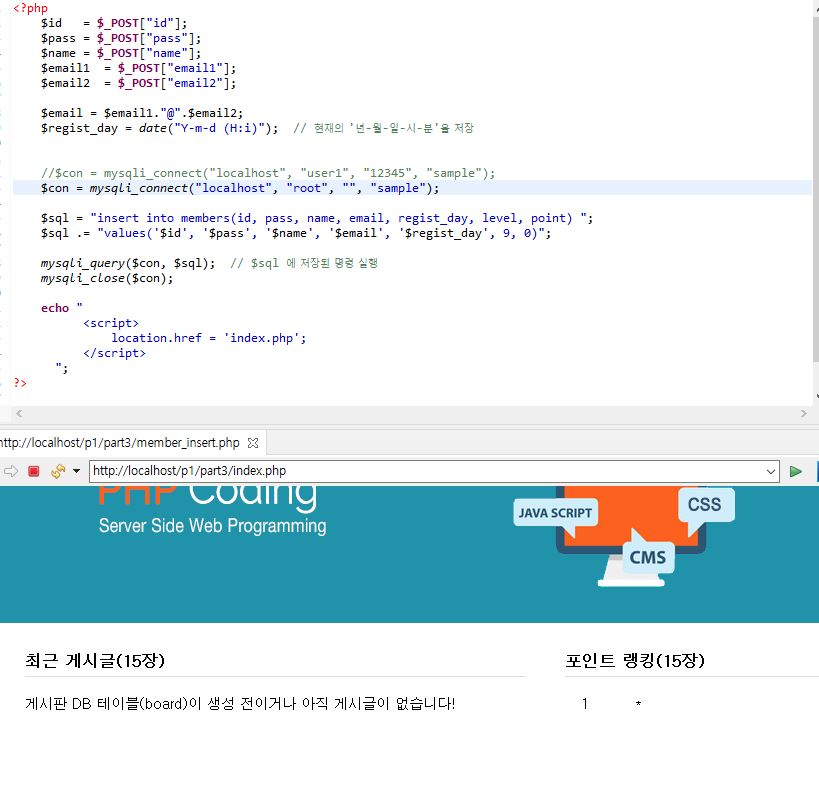 <?php
$id   = $_POST["id"];
$pass = $_POST["pass"];
$name = $_POST["name"];
$email1  = $_POST["email1"];
$email2  = $_POST["email2"];
$email = $email1."@".$email2;
$regist_day = date("Y-m-d (H:i)");  // 현재의 '년-월-일-시-분'을 저장
//$con = mysqli_connect("localhost", "user1", "12345", "sample");
$con = mysqli_connect("localhost", "root", "", "sample");
$sql = "insert into members(id, pass, name, email, regist_day, level, point) ";
$sql .= "values('$id', '$pass', '$name', '$email', '$regist_day', 9, 0)";
mysqli_query($con, $sql);  // $sql 에 저장된 명령 실행
mysqli_close($con);
echo "
<script>
location.href = 'index.php';
</script>
";
?>
http://localhost/p1/part3/member_insert.php
http://localhost/p1/part3/index.php
PHP Coding
Server Side Web Programming
JAVA SCRIPT
CSS
CMS
최근 게시글(15장)
포인트 랭킹(15장)
게시판 DB 테이블(board)이 생성 전이거나 아직 게시글이 없습니다!
1 *